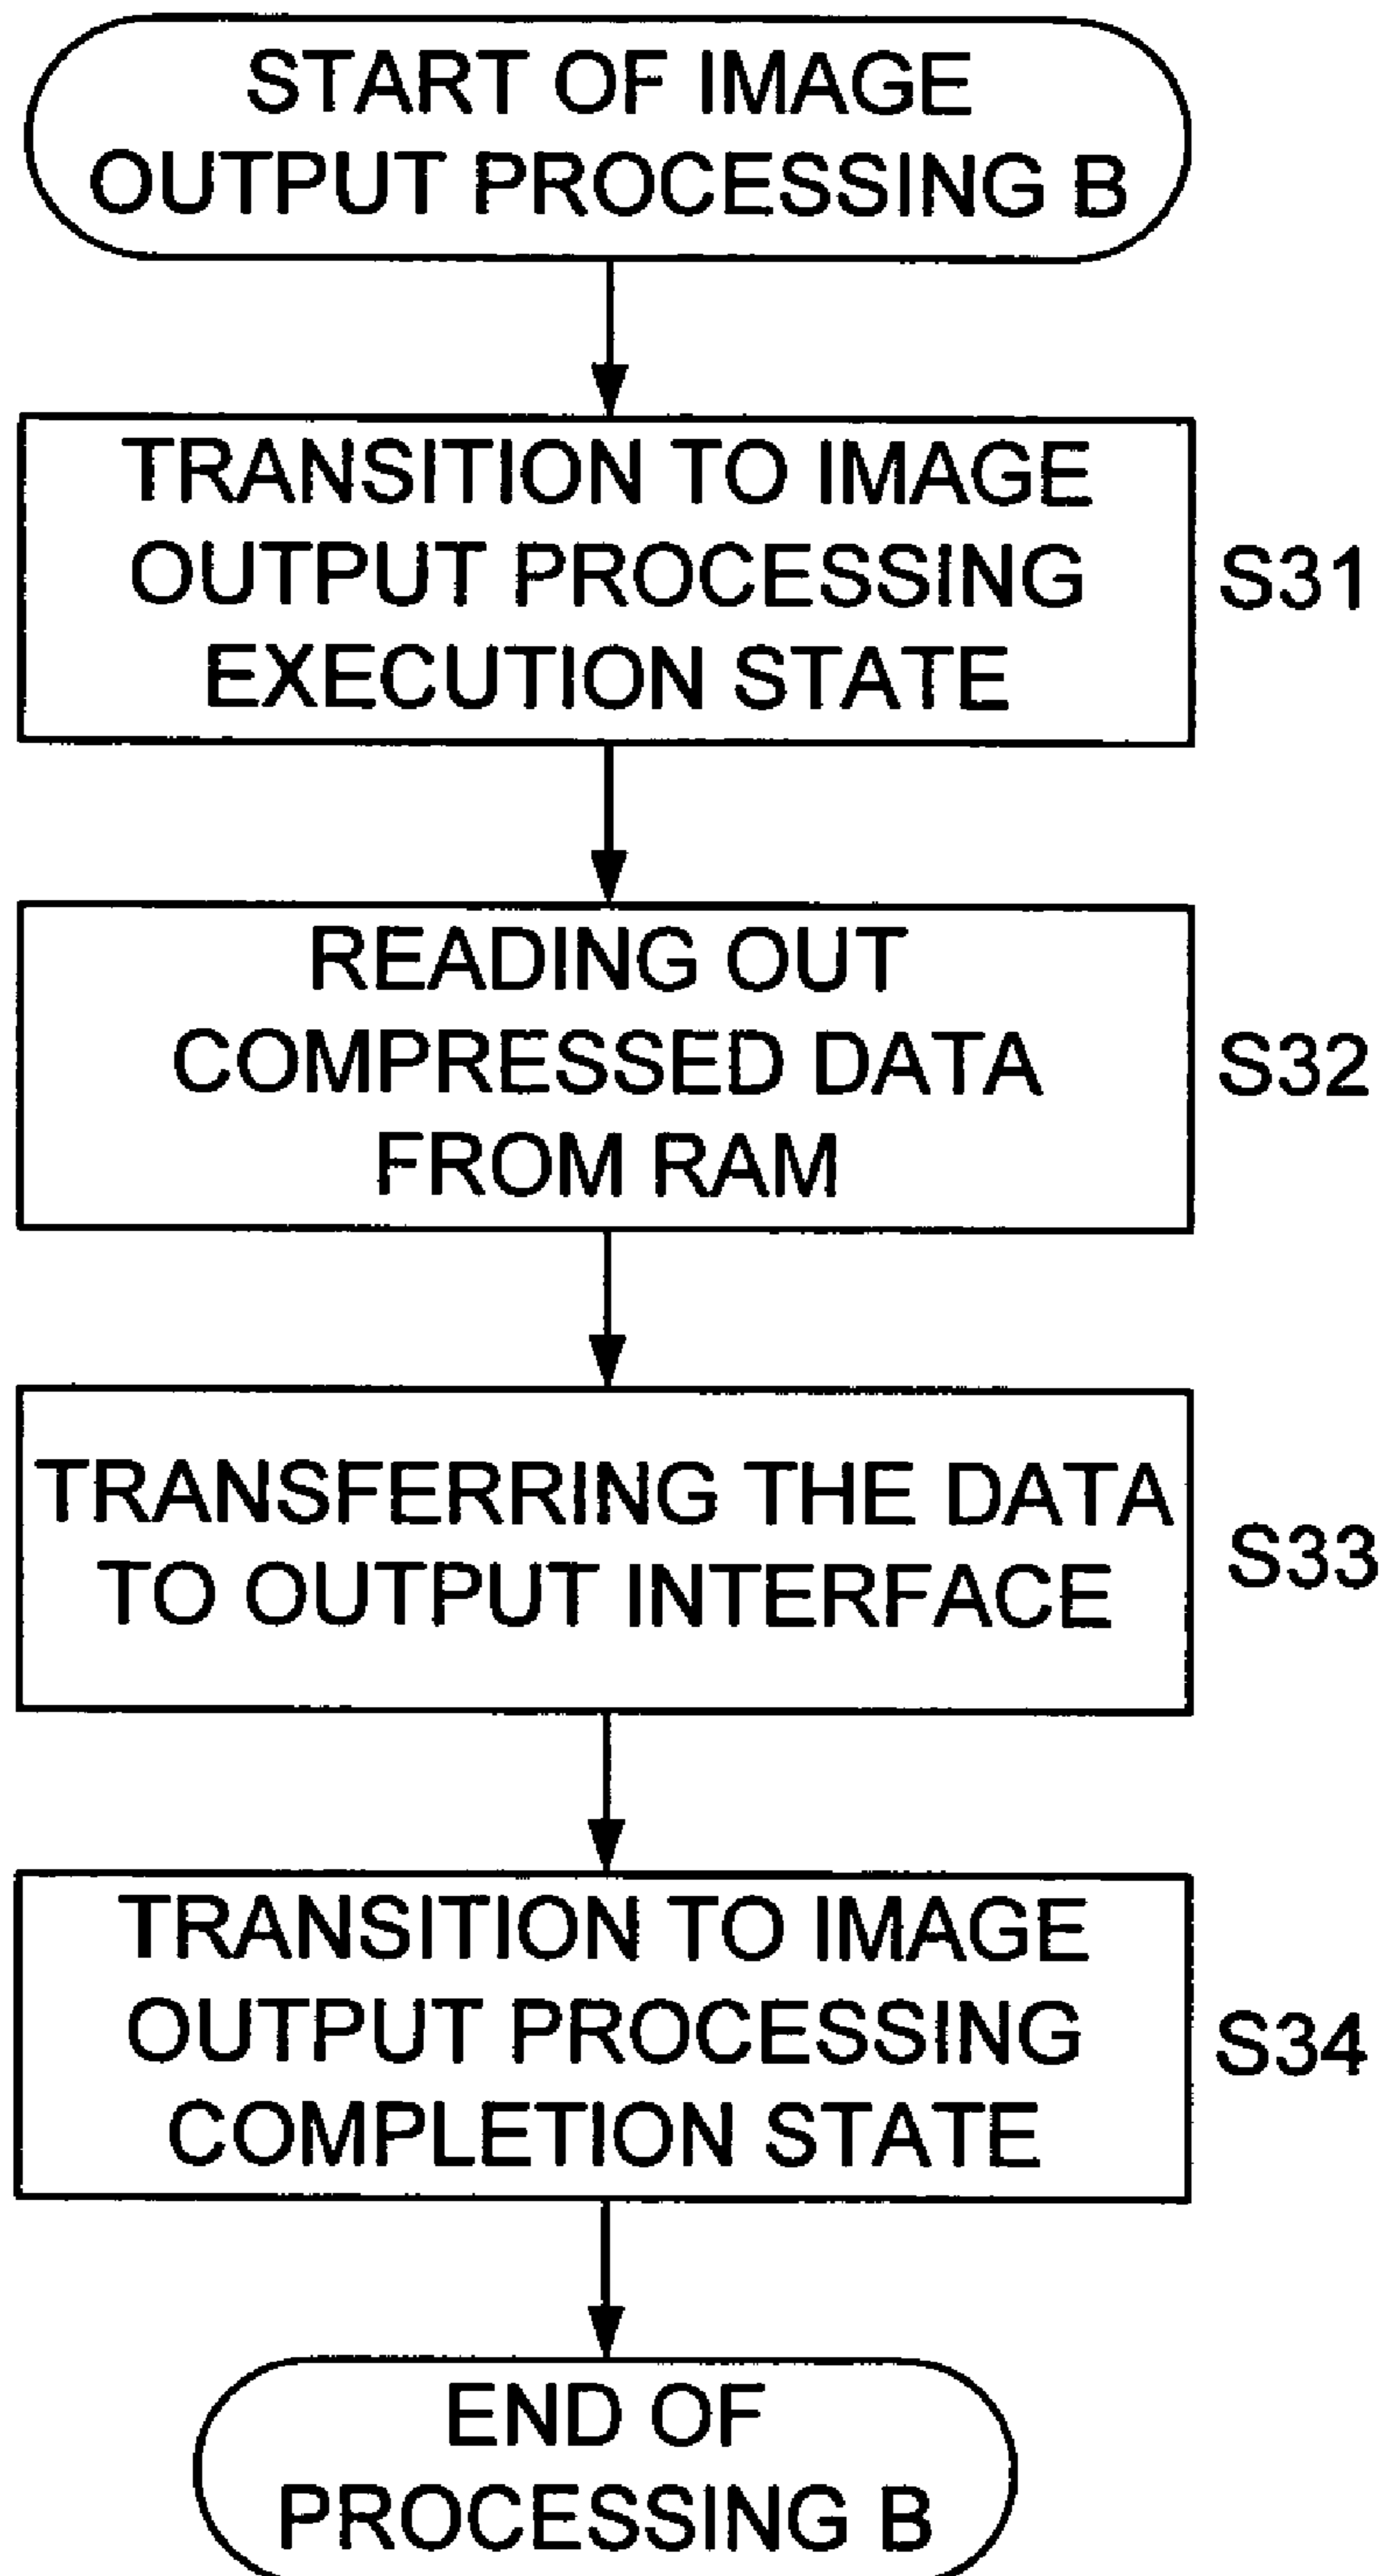 START OF IMAGE
OUTPUT PROCESSING B
TRANSITION TO IMAGE
OUTPUT PROCESSING
EXECUTION STATE
S31
READING OUT
COMPRESSED DATA
FROM RAM
S32
TRANSFERRING THE DATA
TO OUTPUT INTERFACE
S33
TRANSITION TO IMAGE
OUTPUT PROCESSING
COMPLETION STATE
S34
END OF
PROCESSING B